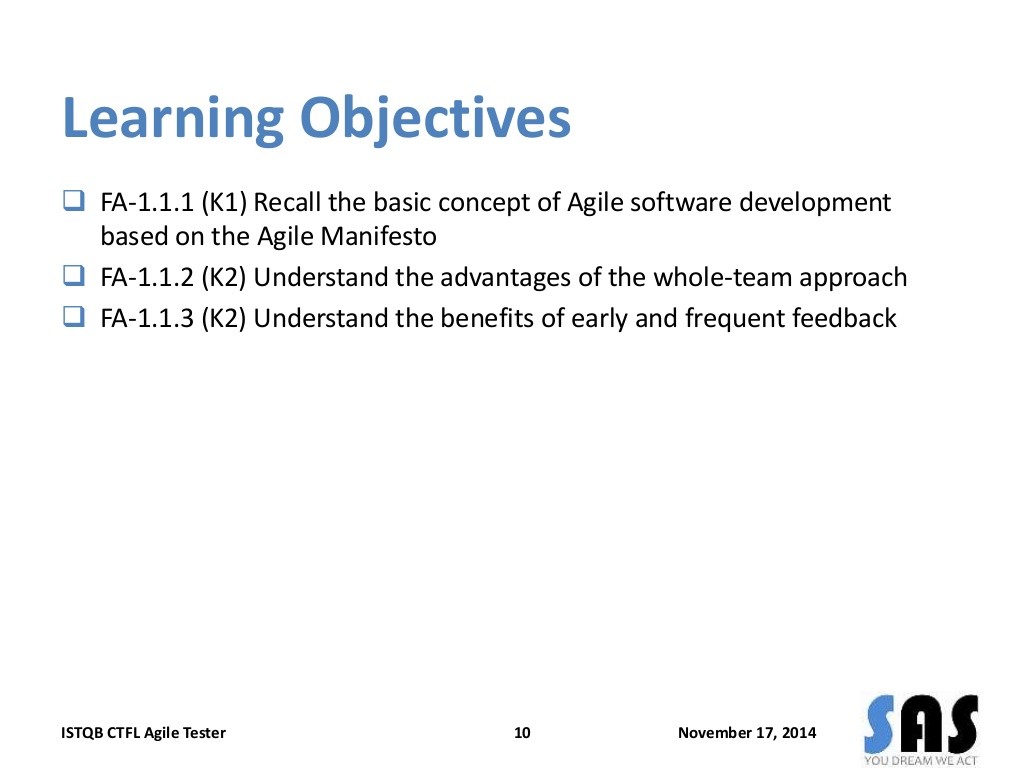 Learning Objectives
FA-1.1.1 (K1) Recall the basic concept of Agile software development
based on the Agile Manifesto
FA-1.1.2 (K2) Understand the advantages of the whole-team approach
FA-1.1.3 (K2) Understand the benefits of early and frequent feedback
ISTQB CTFL Agile Tester
10
November 17, 2014
SAS
YOU DREAM WE ACT